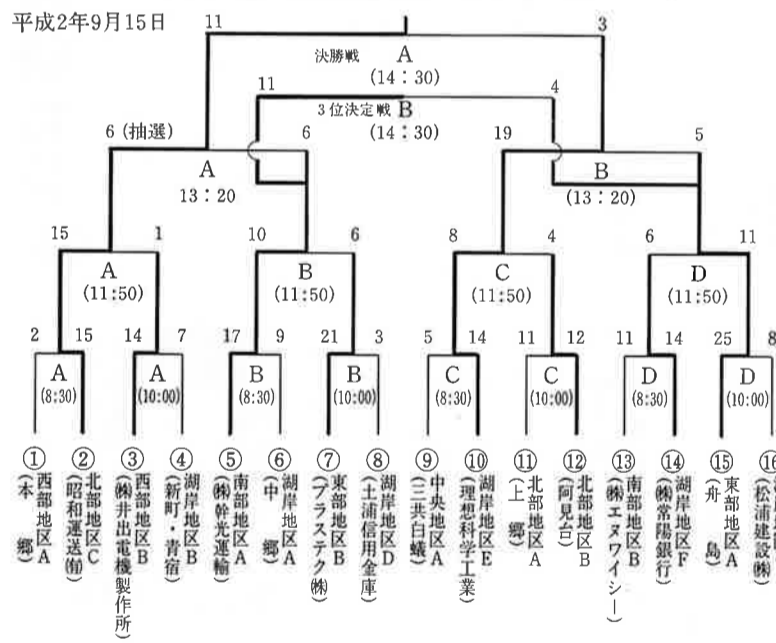 平成2年9月15日
11
3
決勝戦 A
(14：30)
11
4
3位決定戦 B
(14：30)
6 (抽選)
6
19
5
A
13：20
B
(13：20)
15
1
10
6
8
4
6
11
A
(11:50)
B
(11:50)
C
(11:50)
D
(11:50)
2
15
14
7
17
9
21
3
5
14
11
12
11
14
25
8
A
(8:30)
A
(10:00)
B
(8:30)
B
(10:00)
C
(8:30)
C
(10:00)
D
(8:30)
D
(10:00)
① 西部地区A
(本郷)
② 北部地区C
(昭和運送㈲)
③ 西部地区B
(㈱井出電機製作所)
④ 湖岸地区B
(新町・青宿)
⑤ 南部地区A
(㈱幹光運輸)
⑥ 湖岸地区A
(中郷)
⑦ 東部地区B
(プラステク㈱)
⑧ 湖岸地区D
(土浦信用金庫)
⑨ 中央地区A
(三共白蟻)
⑩ 湖岸地区E
(理想科学工業)
⑪ 北部地区A
(上郷)
⑫ 北部地区B
(阿見台)
⑬ 南部地区B
(㈱エヌワイシー)
⑭ 湖岸地区F
(㈱常陽銀行)
⑮ 東部地区A
(舟島)
⑯
(松浦建設㈱)